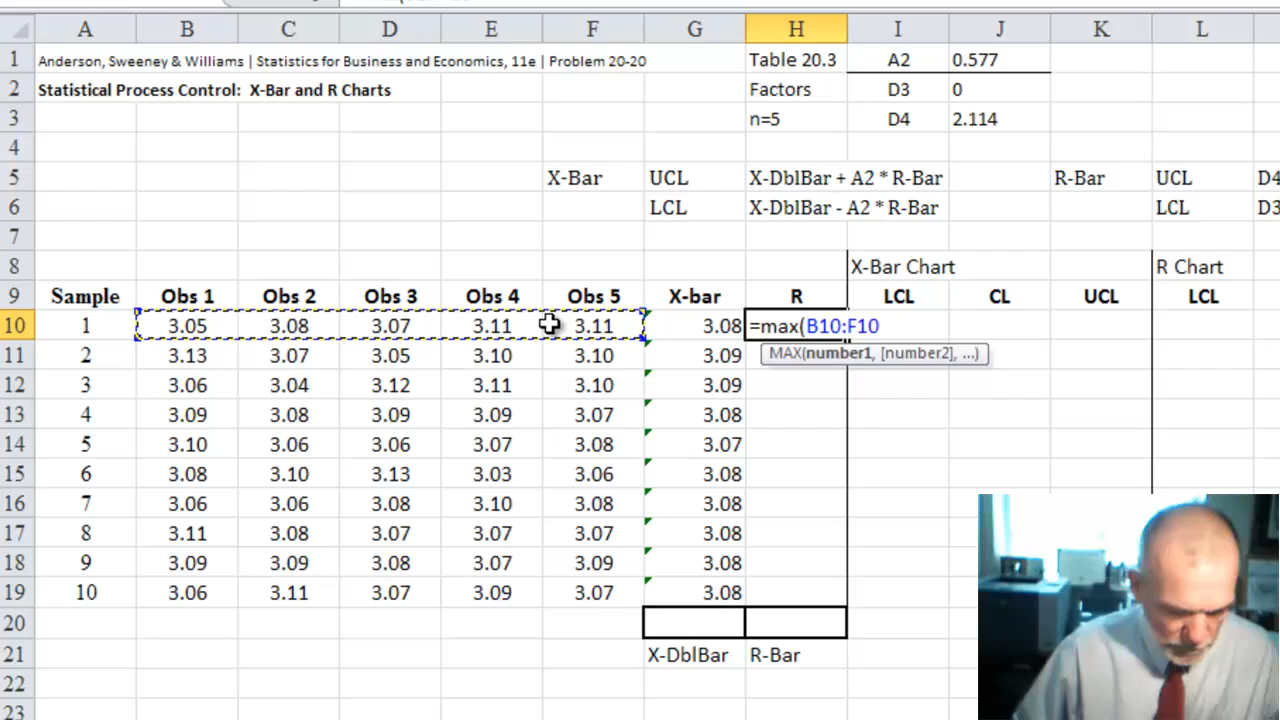 A B C D E F G H I J K L
1 Anderson, Sweeney & Williams | Statistics for Business and Economics, 11e | Problem 20-20 Table 20.3 A2 0.577
2 Statistical Process Control: X-Bar and R Charts Factors D3 0
3 n=5 D4 2.114
4
5 X-Bar UCL X-DblBar + A2 * R-Bar R-Bar UCL D4
6 LCL X-DblBar - A2 * R-Bar LCL D3
7
8 X-Bar Chart R Chart
9 Sample Obs 1 Obs 2 Obs 3 Obs 4 Obs 5 X-bar R LCL CL UCL LCL
10 1 3.05 3.08 3.07 3.11 3.11 3.08 =max(B10:F10
MAX(number1, [number2], ...)
11 2 3.13 3.07 3.05 3.10 3.10 3.09
12 3 3.06 3.04 3.12 3.11 3.10 3.09
13 4 3.09 3.08 3.09 3.09 3.07 3.08
14 5 3.10 3.06 3.06 3.07 3.08 3.07
15 6 3.08 3.10 3.13 3.03 3.06 3.08
16 7 3.06 3.06 3.08 3.10 3.08 3.08
17 8 3.11 3.08 3.07 3.07 3.07 3.08
18 9 3.09 3.09 3.08 3.07 3.09 3.08
19 10 3.06 3.11 3.07 3.09 3.07 3.08
20
21 X-DblBar R-Bar
22
23